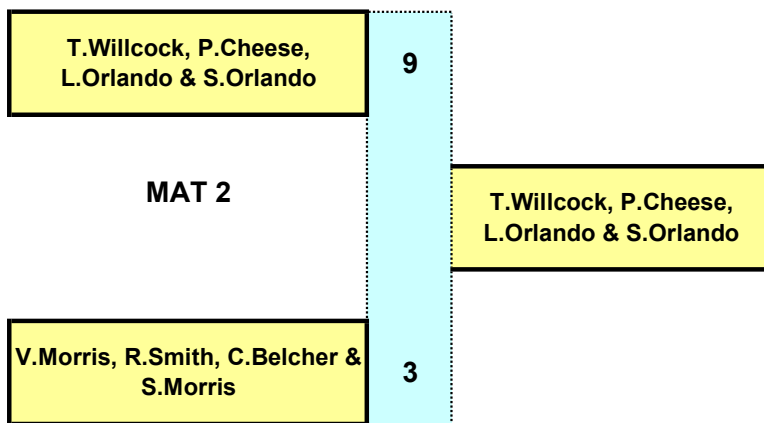 T.Willcock, P.Cheese,
L.Orlando & S.Orlando
9
MAT 2
T.Willcock, P.Cheese,
L.Orlando & S.Orlando
V.Morris, R.Smith, C.Belcher &
S.Morris
3